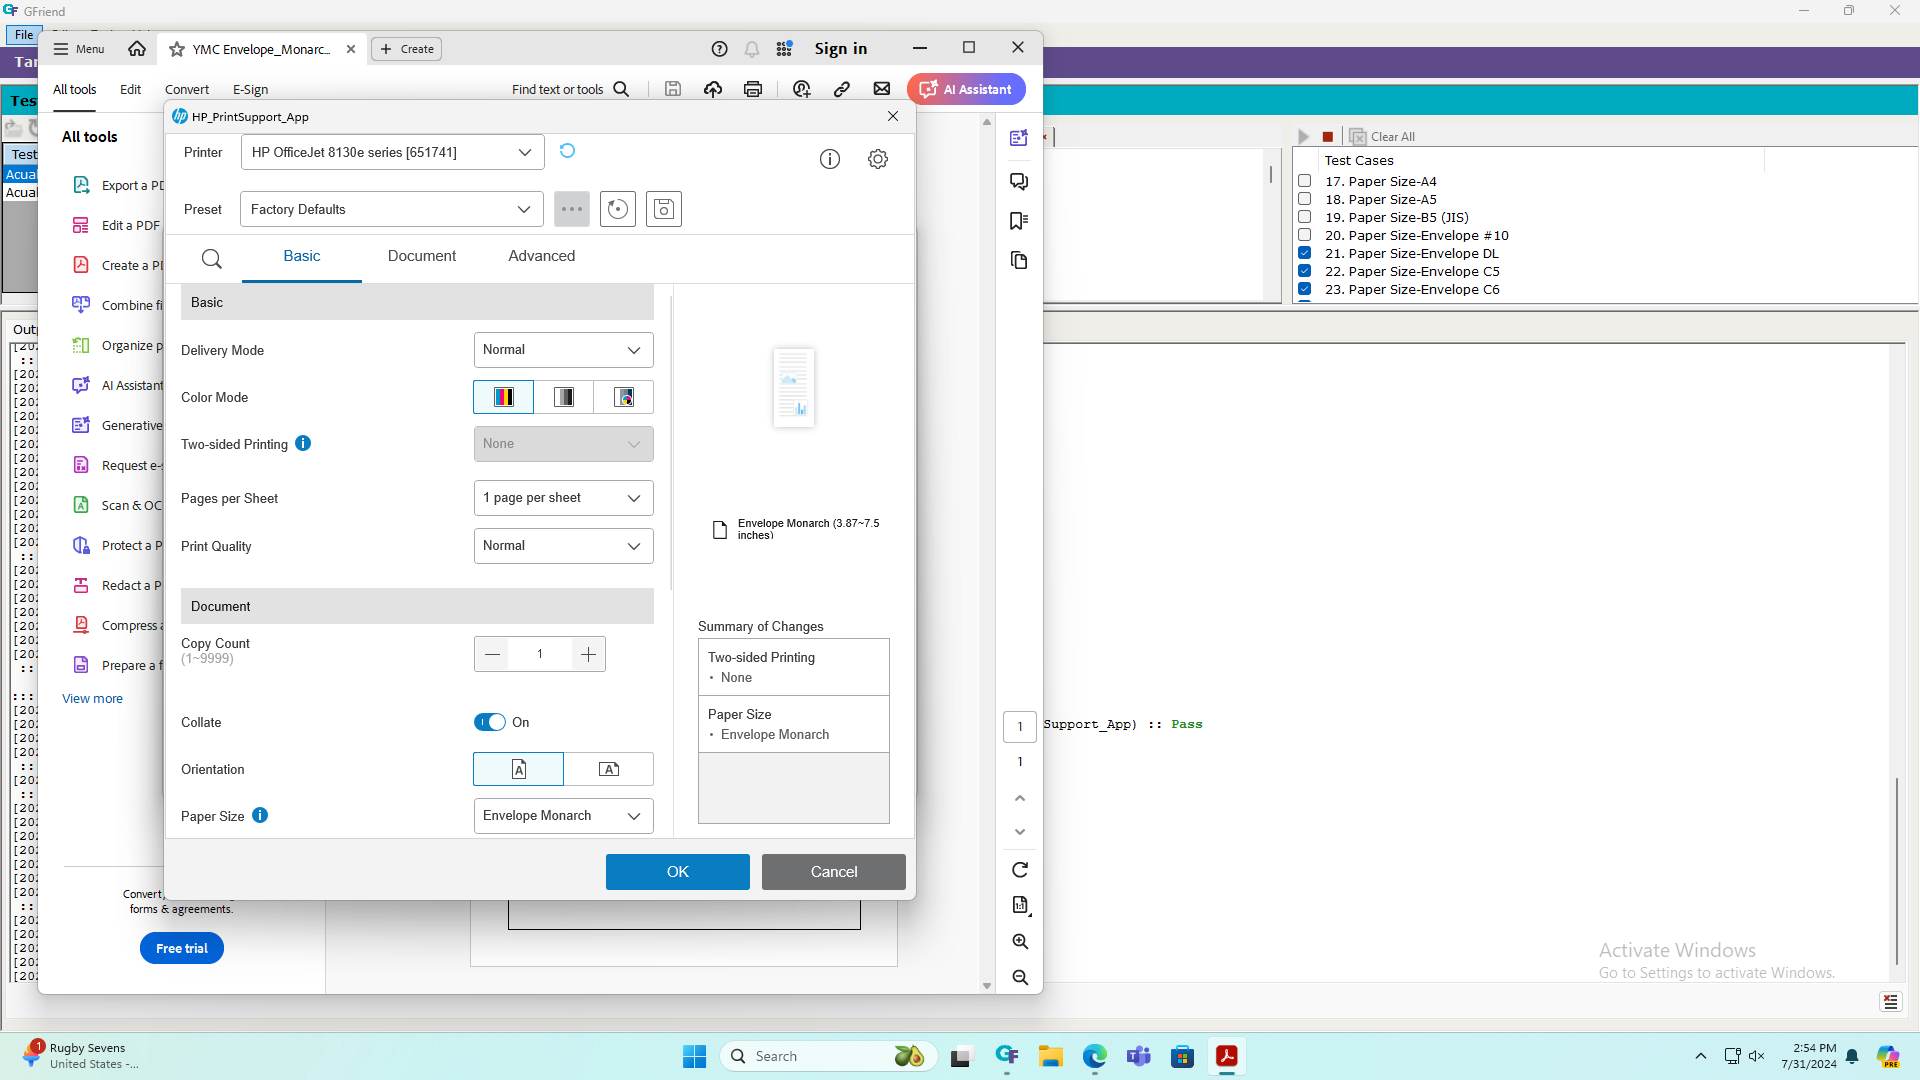 GFriend
File
Menu
YMC Envelope_Monarc...
Create
Sign in
All tools
Edit
Convert
E-Sign
Find text or tools
AI Assistant
All tools
Export a PD
Edit a PDF
Create a PD
Combine fi
Organize p
AI Assistant
Generative
Request e-s
Scan & OC
Protect a P
Redact a P
Compress a
Prepare a f
View more
Convert,
forms & agreements.
Free trial
HP_PrintSupport_App
Printer
HP OfficeJet 8130e series [651741]
Preset
Factory Defaults
Basic
Document
Advanced
Basic
Delivery Mode
Normal
Color Mode
Two-sided Printing
None
Pages per Sheet
1 page per sheet
Print Quality
Normal
Document
Copy Count
(1~9999)
1
Collate
On
Orientation
Paper Size
Envelope Monarch
Envelope Monarch (3.87~7.5
inches)
Summary of Changes
Two-sided Printing
• None
Paper Size
• Envelope Monarch
OK
Cancel
1
1
Clear All
Test Cases
17. Paper Size-A4
18. Paper Size-A5
19. Paper Size-B5 (JIS)
20. Paper Size-Envelope #10
21. Paper Size-Envelope DL
22. Paper Size-Envelope C5
23. Paper Size-Envelope C6
Support_App) :: Pass
Activate Windows
Go to Settings to activate Windows.
1
Rugby Sevens
United States -...
Search
2:54 PM
7/31/2024
PRE